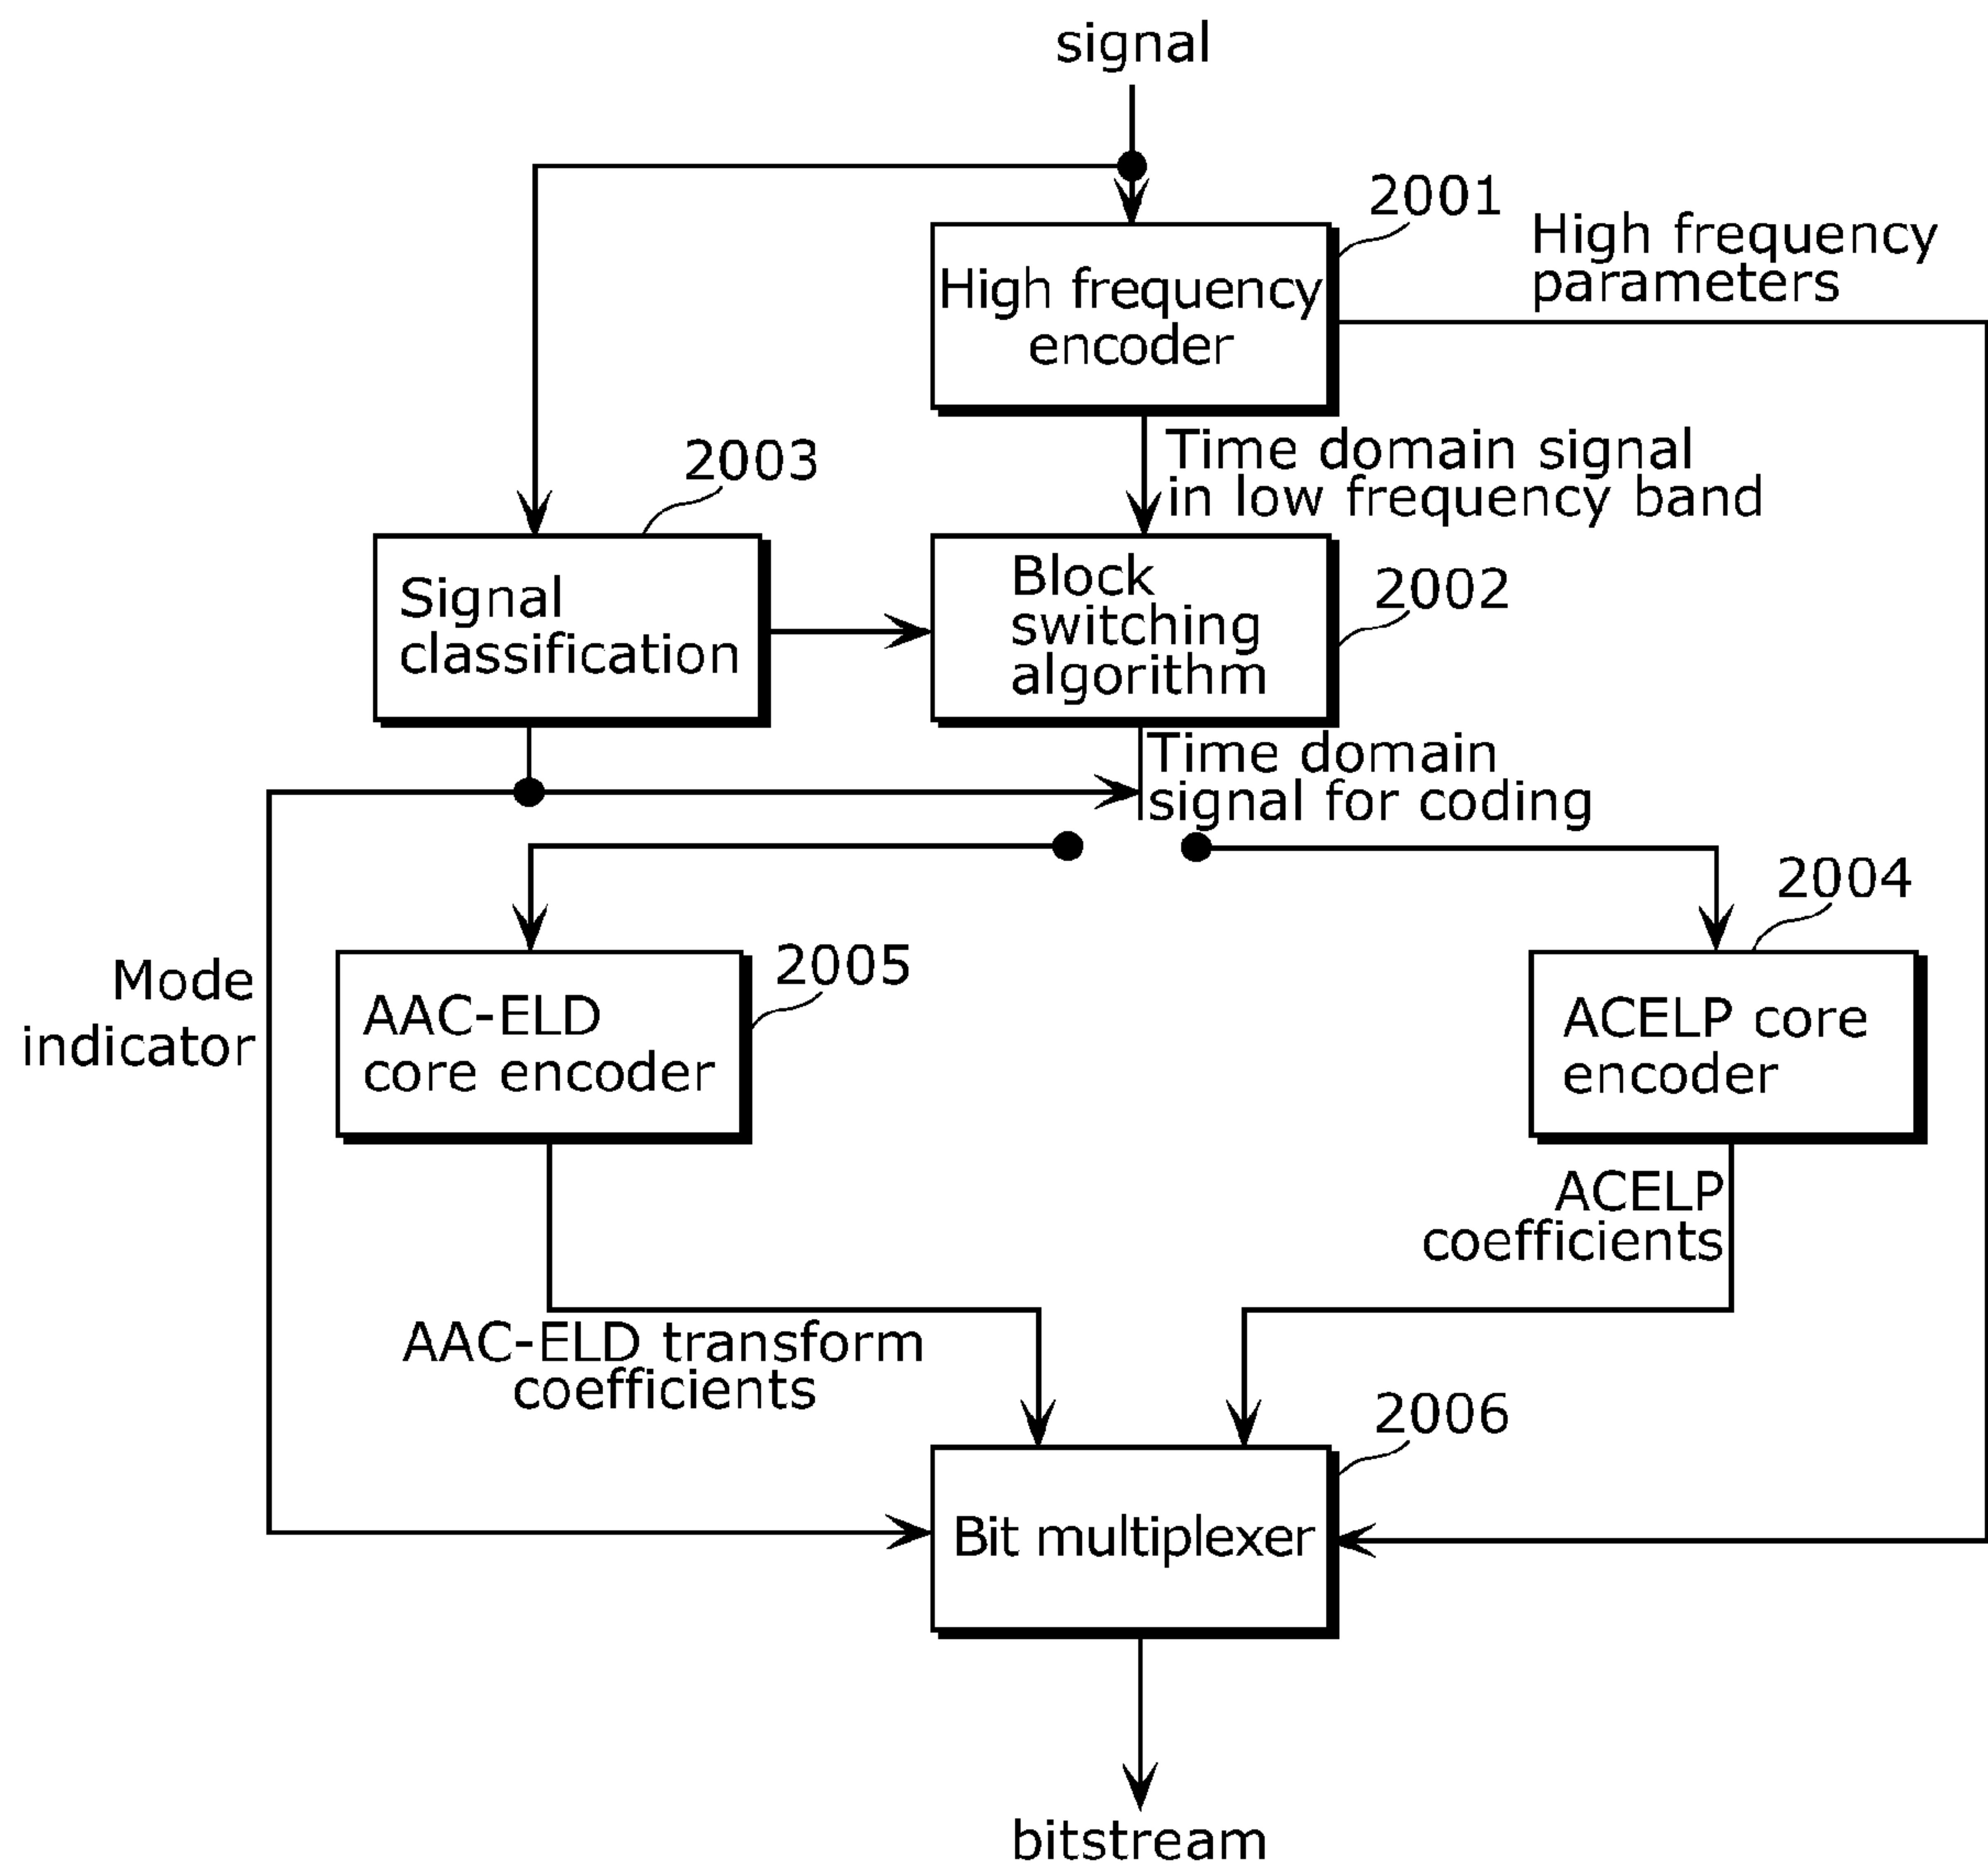 signal
2001
High frequency
parameters
High frequency
encoder
2003
Time domain signal
in low frequency band
Signal
classification
Block
switching
algorithm
2002
Time domain
signal for coding
2004
Mode
indicator
2005
AAC-ELD
core encoder
ACELP core
encoder
ACELP
coefficients
AAC-ELD transform
coefficients
2006
Bit multiplexer
bitstream